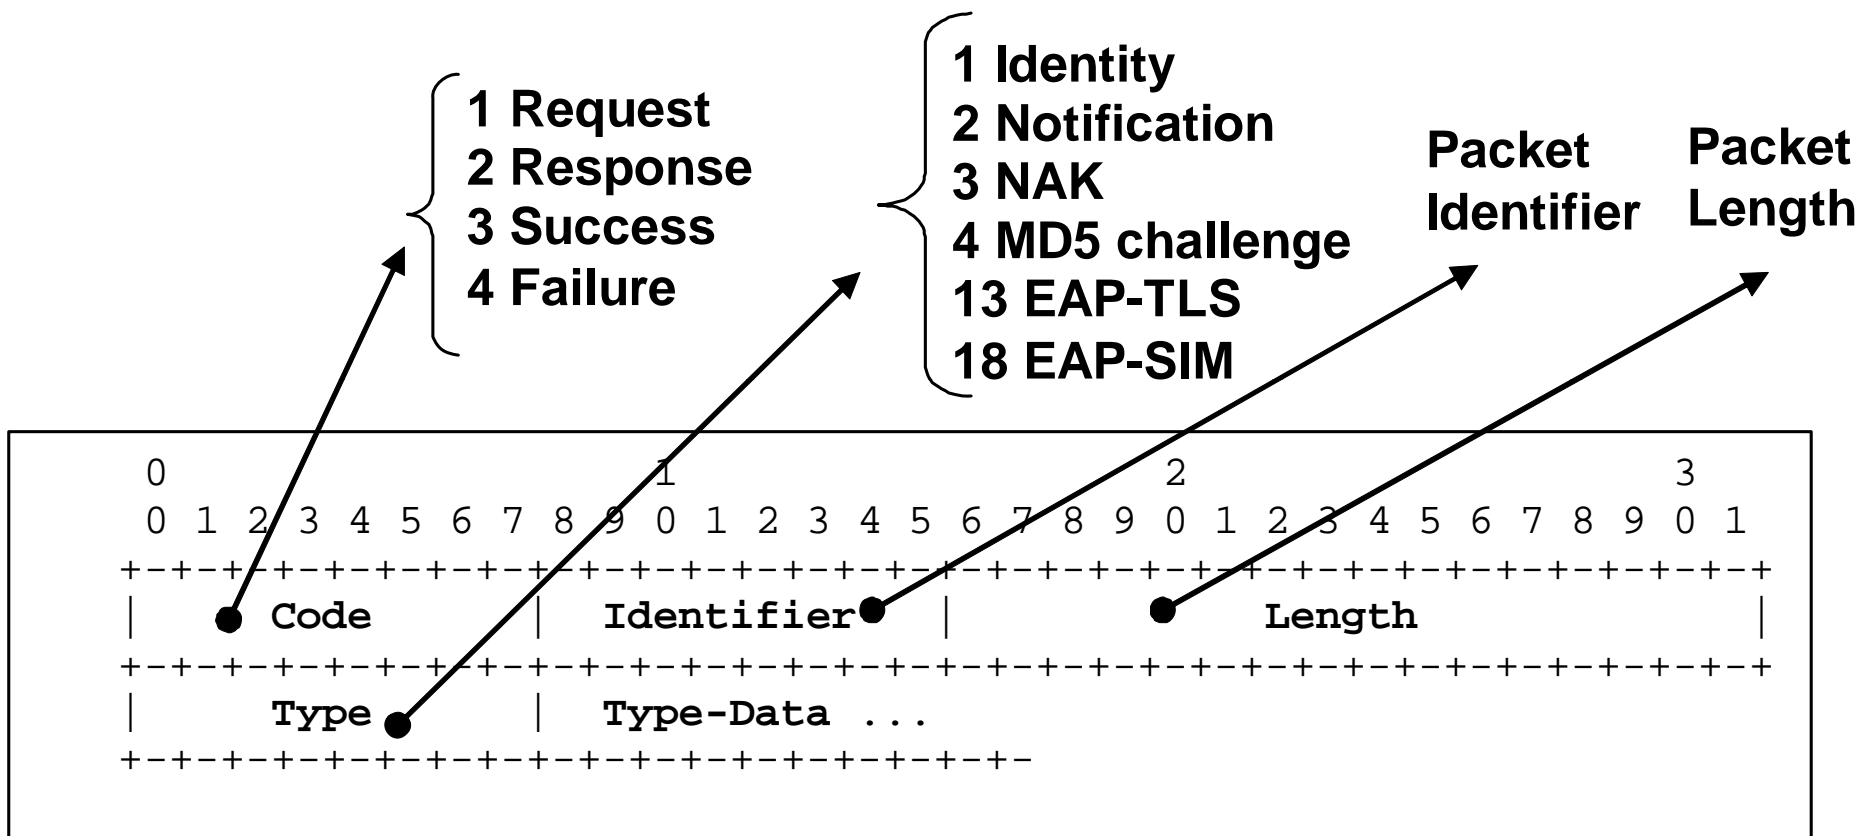 1 Request
2 Response
3 Success
4 Failure
1 Identity
2 Notification
3 NAK
4 MD5 challenge
13 EAP-TLS
18 EAP-SIM
Packet
Identifier
Packet
Length
0 1 2 3
0 1 2 3 4 5 6 7 8 9 0 1 2 3 4 5 6 7 8 9 0 1 2 3 4 5 6 7 8 9 0 1
+-+-+-+-+-+-+-+-+-+-+-+-+-+-+-+-+-+-+-+-+-+-+-+-+-+-+-+-+-+-+-+-+
| Code | Identifier | Length |
+-+-+-+-+-+-+-+-+-+-+-+-+-+-+-+-+-+-+-+-+-+-+-+-+-+-+-+-+-+-+-+-+
| Type | Type-Data ...
+-+-+-+-+-+-+-+-+-+-+-+-+-+-+-+-+-+-